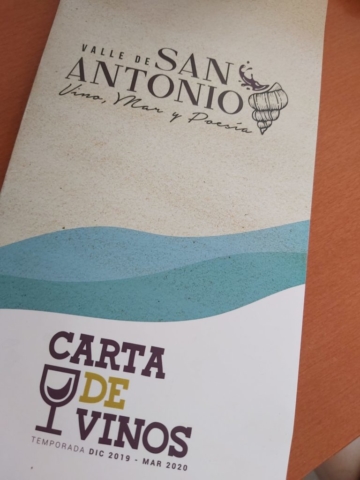 VALLE DE SAN
ANTONIO
Vino, Mar y Poesía
CARTA
DE
VINOS
TEMPORADA DIC 2019 - MAR 2020